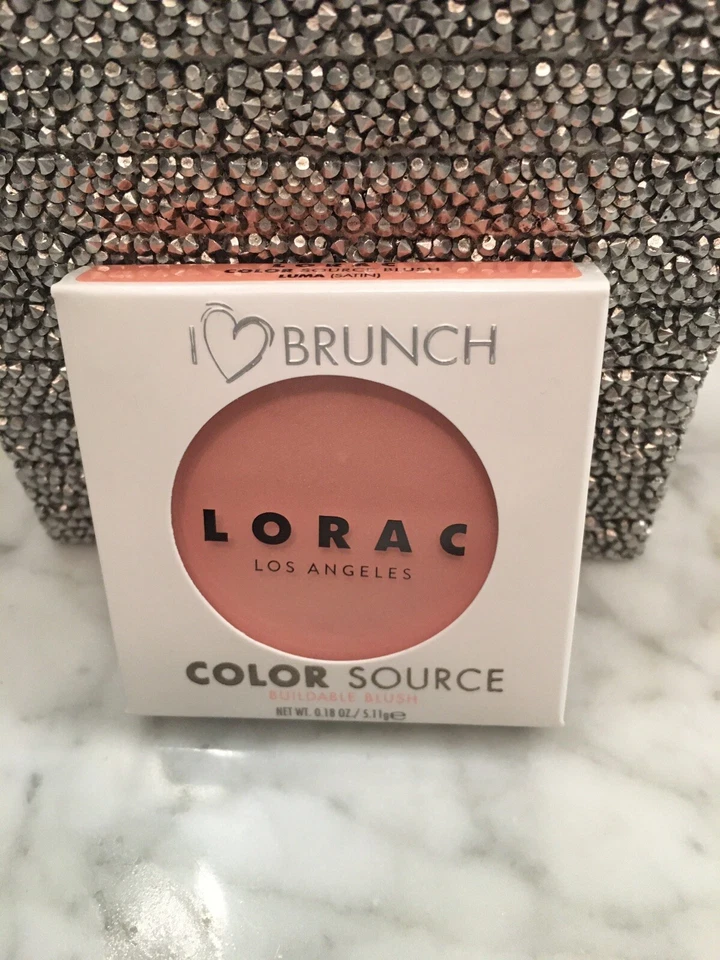 COLOR SOURCE BLUSH
LUMA (SATIN)
I BRUNCH
LORAC
LOS ANGELES
COLOR SOURCE
BUILDABLE BLUSH
NET WT. 0.18 OZ./5.11g℮